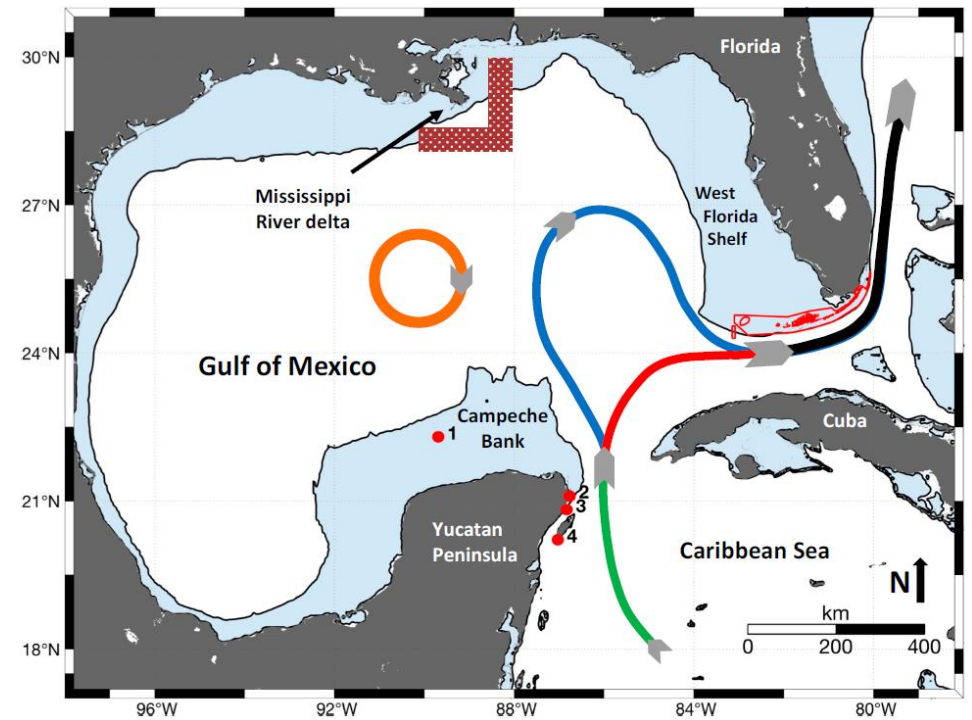 30°N
27°N
24°N
21°N
18°N
Florida
Mississippi
River delta
West
Florida
Shelf
Gulf of Mexico
Campeche
Bank
1
2
3
4
Cuba
Yucatan
Peninsula
Caribbean Sea
N
km
0 200 400
96°W 92°W 88°W 84°W 80°W